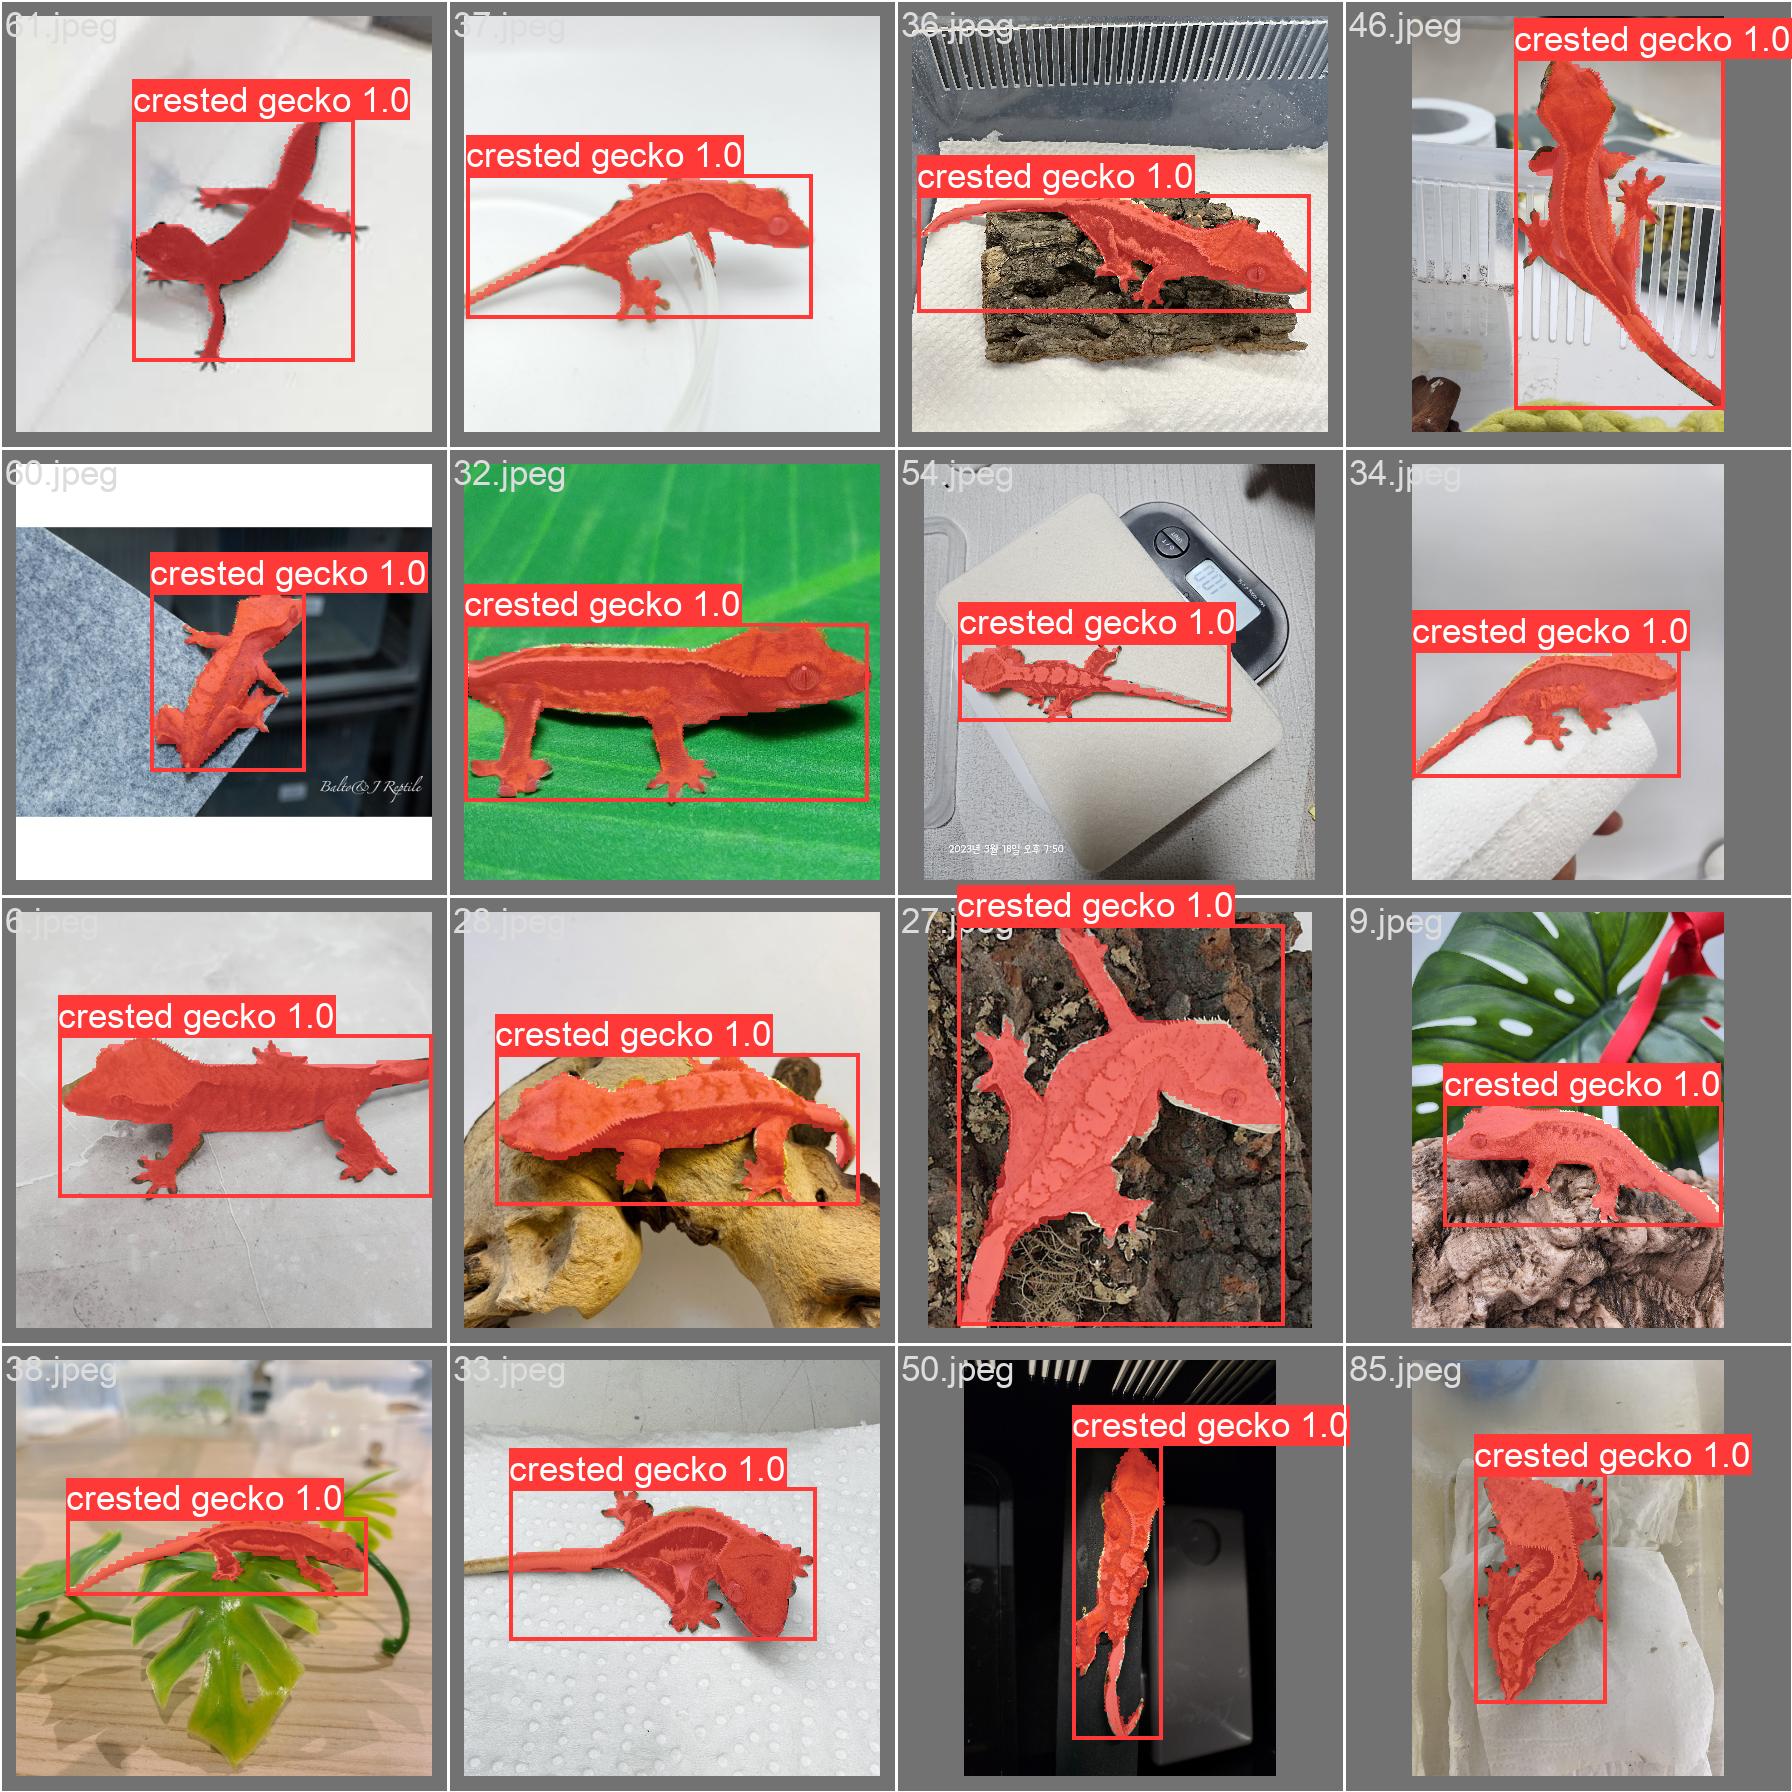 61.jpeg
crested gecko 1.0
37.jpeg
crested gecko 1.0
36.jpeg
crested gecko 1.0
46.jpeg
crested gecko 1.0
60.jpeg
crested gecko 1.0
Balto@J Reptile
32.jpeg
crested gecko 1.0
54.jpeg
crested gecko 1.0
2023년 3월 18일 오후 7:50
34.jpeg
crested gecko 1.0
6.jpeg
crested gecko 1.0
28.jpeg
crested gecko 1.0
27.jpeg
crested gecko 1.0
9.jpeg
crested gecko 1.0
38.jpeg
crested gecko 1.0
33.jpeg
crested gecko 1.0
50.jpeg
crested gecko 1.0
85.jpeg
crested gecko 1.0